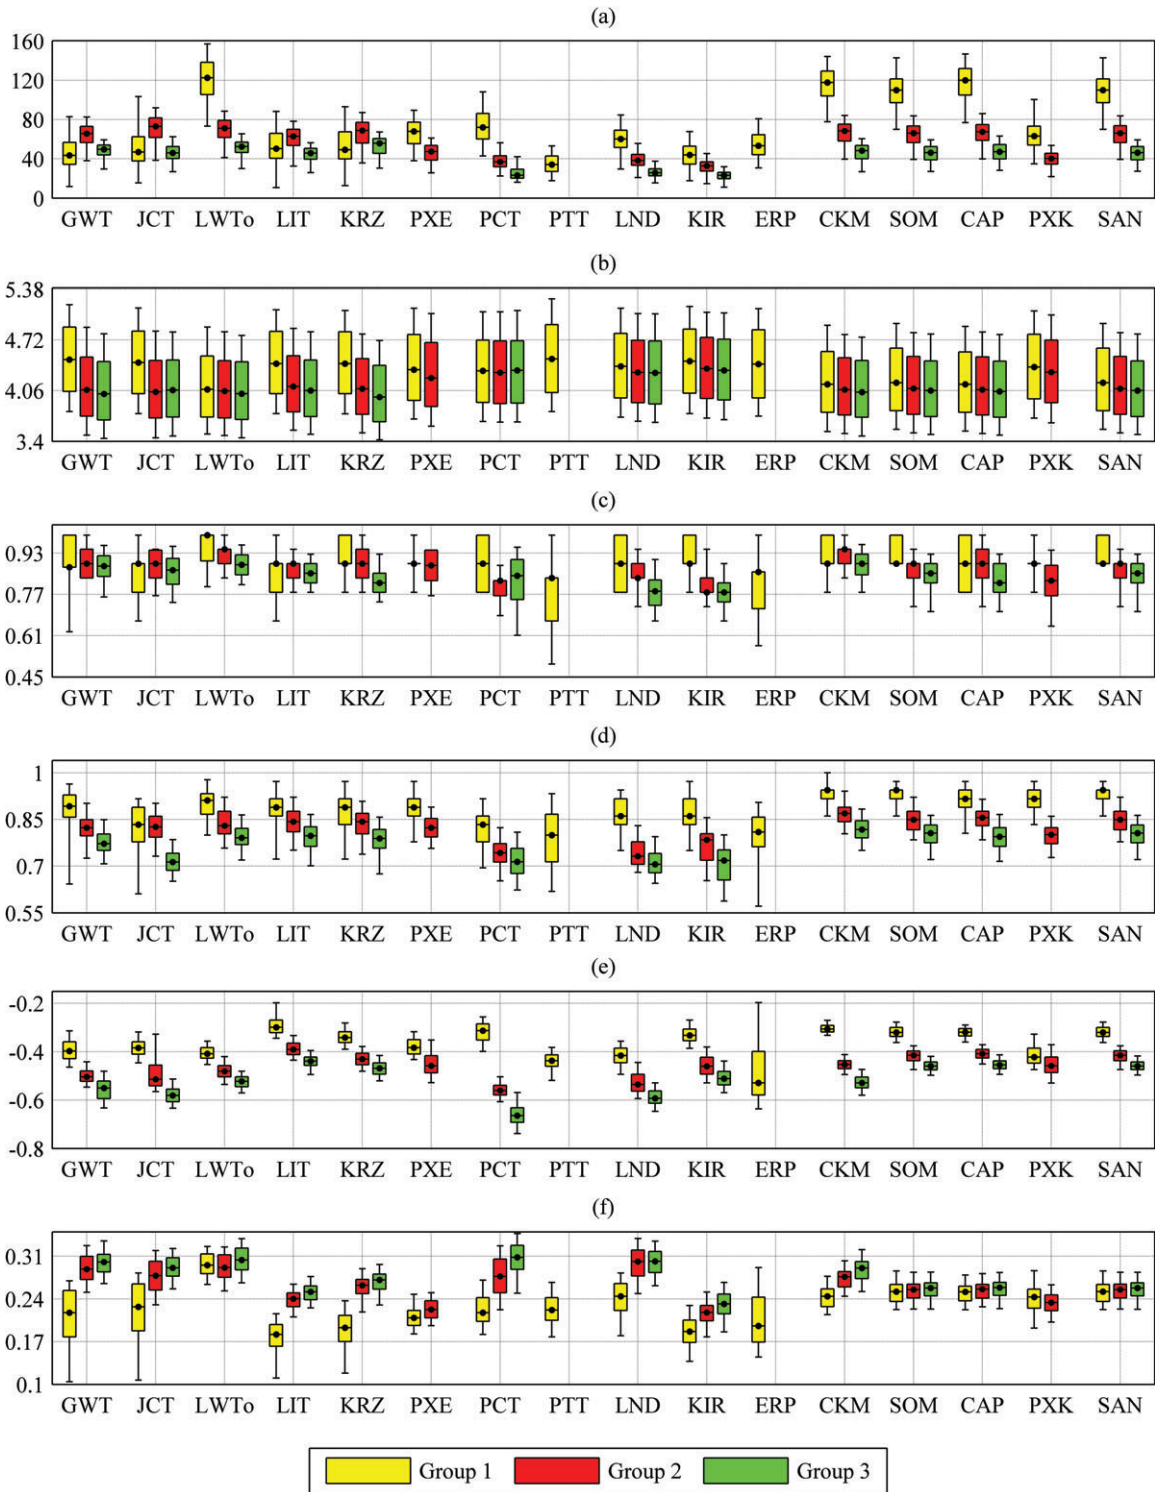 (a)
160
120
80
40
0
GWT JCT LWTo LIT KRZ PXE PCT PTT LND KIR ERP CKM SOM CAP PXK SAN
(b)
5.38
4.72
4.06
3.4
GWT JCT LWTo LIT KRZ PXE PCT PTT LND KIR ERP CKM SOM CAP PXK SAN
(c)
0.93
0.77
0.61
0.45
GWT JCT LWTo LIT KRZ PXE PCT PTT LND KIR ERP CKM SOM CAP PXK SAN
(d)
1
0.85
0.7
0.55
GWT JCT LWTo LIT KRZ PXE PCT PTT LND KIR ERP CKM SOM CAP PXK SAN
(e)
-0.2
-0.4
-0.6
-0.8
GWT JCT LWTo LIT KRZ PXE PCT PTT LND KIR ERP CKM SOM CAP PXK SAN
(f)
0.31
0.24
0.17
0.1
GWT JCT LWTo LIT KRZ PXE PCT PTT LND KIR ERP CKM SOM CAP PXK SAN
Group 1 Group 2 Group 3